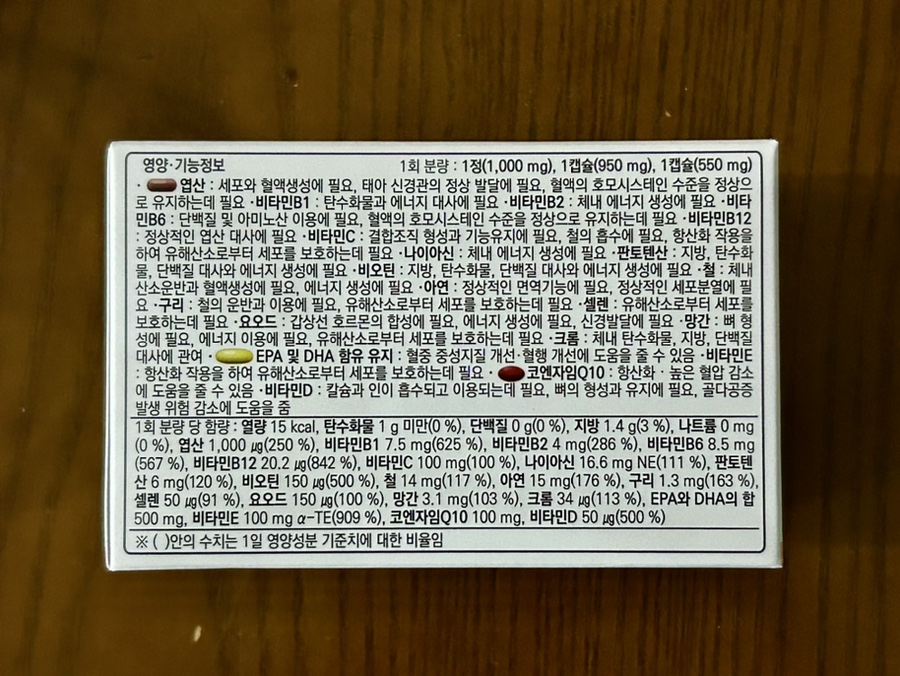 영양·기능정보 1회 분량 : 1정(1,000 mg), 1캡슐(950 mg), 1캡슐(550 mg)
· 엽산 : 세포와 혈액생성에 필요, 태아 신경관의 정상 발달에 필요, 혈액의 호모시스테인 수준을 정상으
로 유지하는데 필요 ·비타민B1 : 탄수화물과 에너지 대사에 필요 ·비타민B2 : 체내 에너지 생성에 필요 ·비타
민B6 : 단백질 및 아미노산 이용에 필요, 혈액의 호모시스테인 수준을 정상으로 유지하는데 필요 ·비타민B12
: 정상적인 엽산 대사에 필요 ·비타민C : 결합조직 형성과 기능유지에 필요, 철의 흡수에 필요, 항산화 작용을
하여 유해산소로부터 세포를 보호하는데 필요 ·나이아신 : 체내 에너지 생성에 필요 ·판토텐산 : 지방, 탄수화
물, 단백질 대사와 에너지 생성에 필요 ·비오틴 : 지방, 탄수화물, 단백질 대사와 에너지 생성에 필요 ·철 : 체내
산소운반과 혈액생성에 필요, 에너지 생성에 필요 ·아연 : 정상적인 면역기능에 필요, 정상적인 세포분열에 필
요 ·구리 : 철의 운반과 이용에 필요, 유해산소로부터 세포를 보호하는데 필요 ·셀렌 : 유해산소로부터 세포를
보호하는데 필요 ·요오드 : 갑상선 호르몬의 합성에 필요, 에너지 생성에 필요, 신경발달에 필요 ·망간 : 뼈 형
성에 필요, 에너지 이용에 필요, 유해산소로부터 세포를 보호하는데 필요 ·크롬 : 체내 탄수화물, 지방, 단백질
대사에 관여 · EPA 및 DHA 함유 유지 : 혈중 중성지질 개선·혈행 개선에 도움을 줄 수 있음 ·비타민E
: 항산화 작용을 하여 유해산소로부터 세포를 보호하는데 필요 · 코엔자임Q10 : 항산화 · 높은 혈압 감소
에 도움을 줄 수 있음 ·비타민D : 칼슘과 인이 흡수되고 이용되는데 필요, 뼈의 형성과 유지에 필요, 골다공증
발생 위험 감소에 도움을 줌
1회 분량 당 함량 : 열량 15 kcal, 탄수화물 1 g 미만(0 %), 단백질 0 g(0 %), 지방 1.4 g(3 %), 나트륨 0 mg
(0 %), 엽산 1,000 ㎍(250 %), 비타민B1 7.5 mg(625 %), 비타민B2 4 mg(286 %), 비타민B6 8.5 mg
(567 %), 비타민B12 20.2 ㎍(842 %), 비타민C 100 mg(100 %), 나이아신 16.6 mg NE(111 %), 판토텐
산 6 mg(120 %), 비오틴 150 ㎍(500 %), 철 14 mg(117 %), 아연 15 mg(176 %), 구리 1.3 mg(163 %),
셀렌 50 ㎍(91 %), 요오드 150 ㎍(100 %), 망간 3.1 mg(103 %), 크롬 34 ㎍(113 %), EPA와 DHA의 합
500 mg, 비타민E 100 mg α-TE(909 %), 코엔자임Q10 100 mg, 비타민D 50 ㎍(500 %)
※ ( )안의 수치는 1일 영양성분 기준치에 대한 비율임